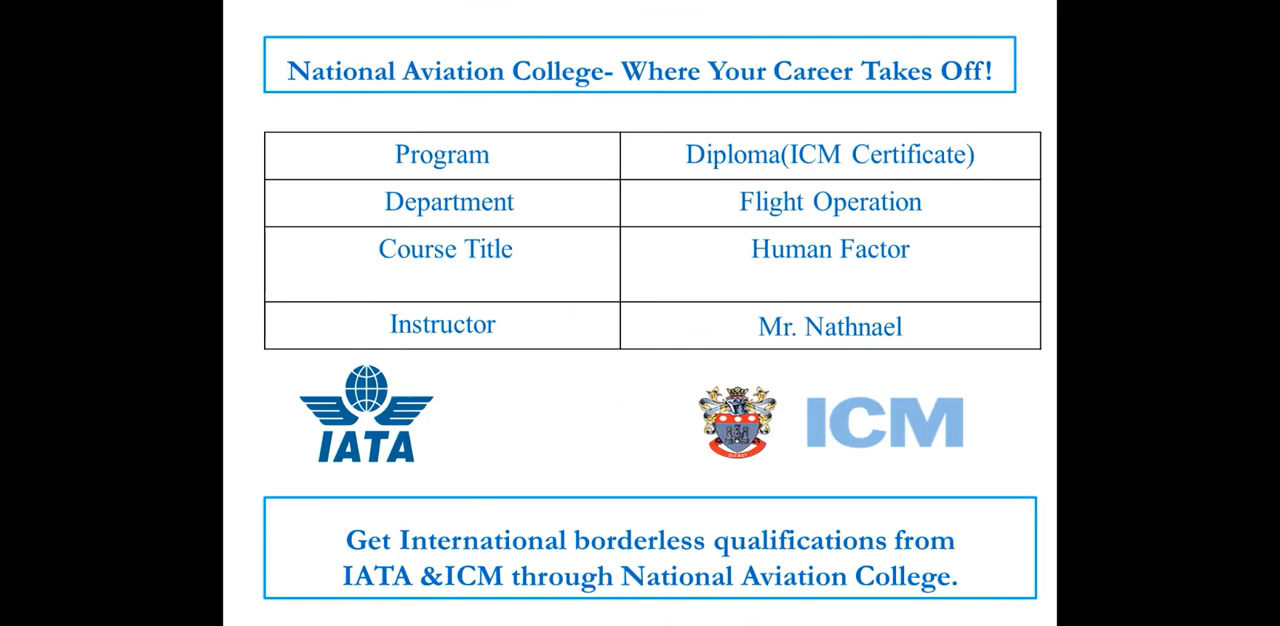 National Aviation College- Where Your Career Takes Off!
Program Diploma(ICM Certificate)
Department Flight Operation
Course Title Human Factor
Instructor Mr. Nathnael
IATA
ICM
Get International borderless qualifications from
IATA &ICM through National Aviation College.